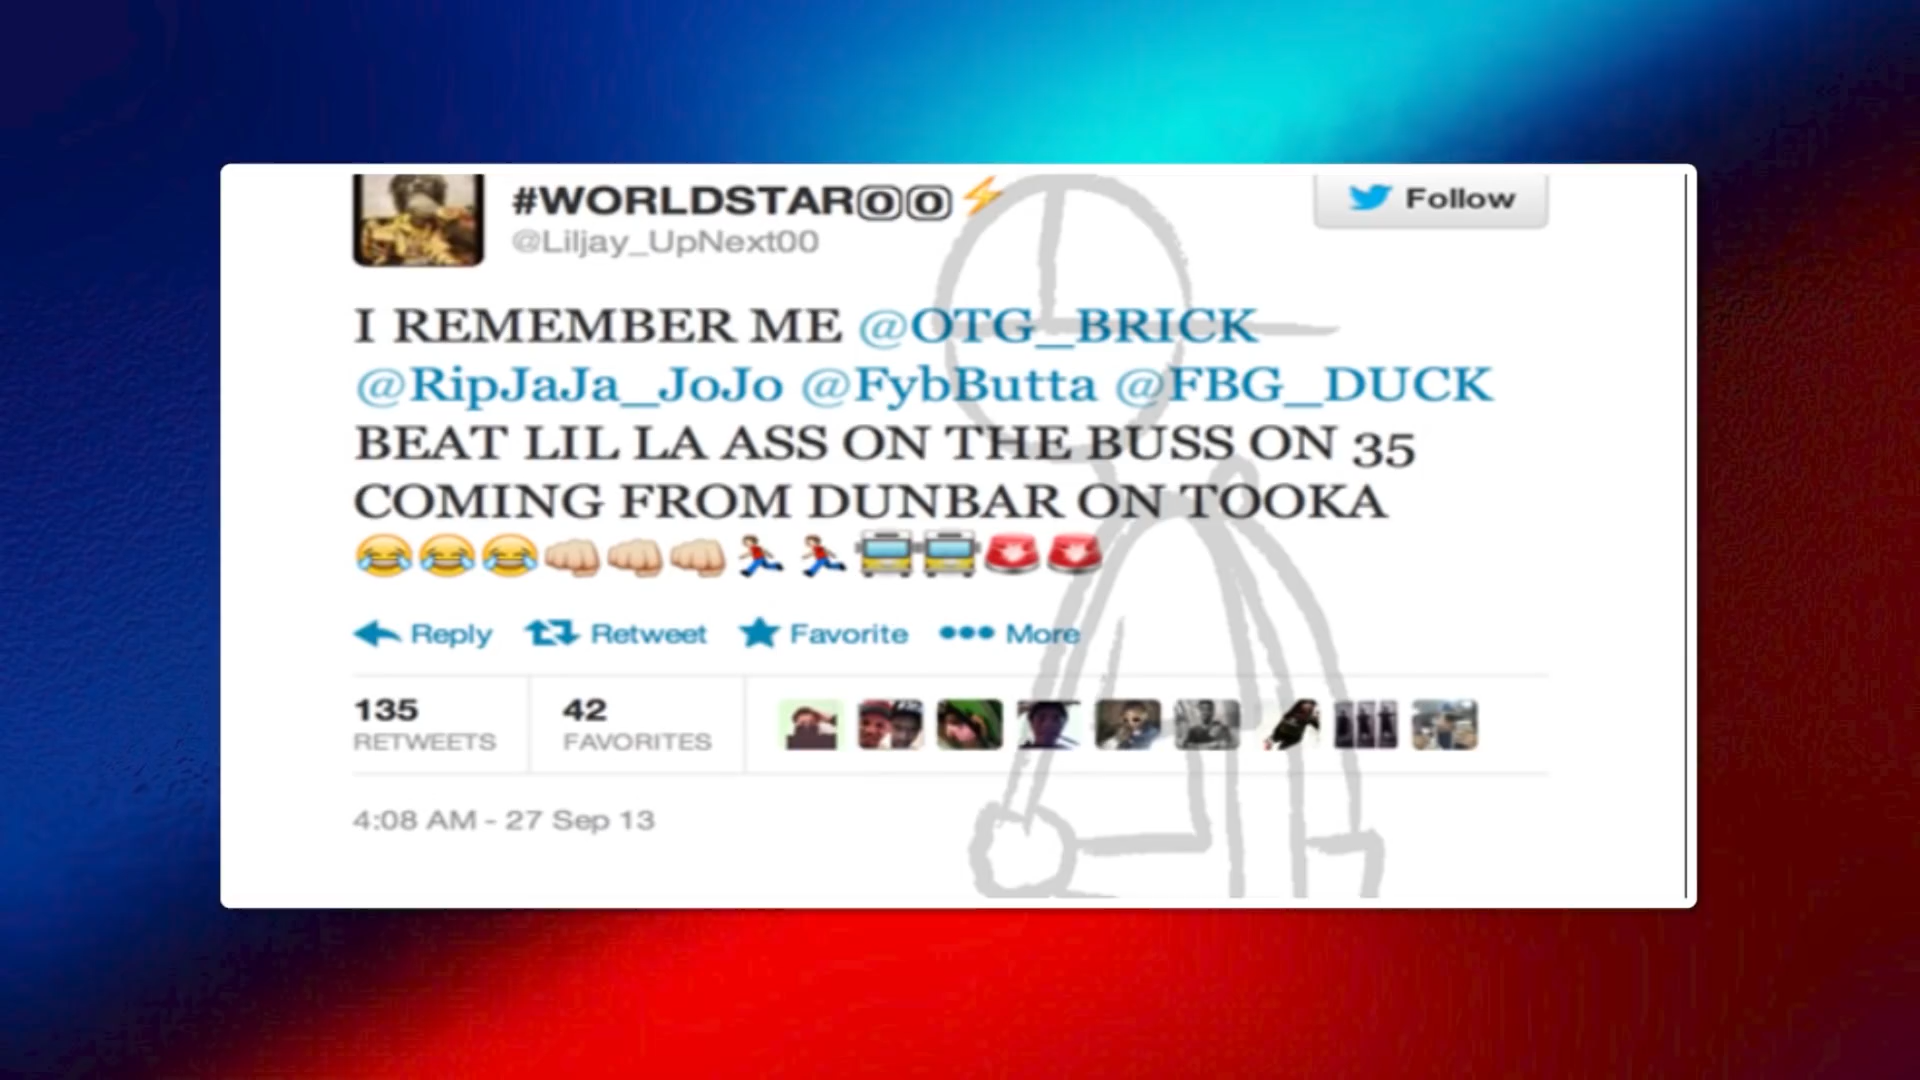 #WORLDSTAR🄾🄾⚡
Follow
@Liljay_UpNext00
I REMEMBER ME @OTG_BRICK
@RipJaJa_JoJo @FybButta @FBG_DUCK
BEAT LIL LA ASS ON THE BUSS ON 35
COMING FROM DUNBAR ON TOOKA
😂😂😂👊👊👊🏃🏃🚍🚍🚨🚨
Reply Retweet Favorite ••• More
135 42
RETWEETS FAVORITES
4:08 AM - 27 Sep 13